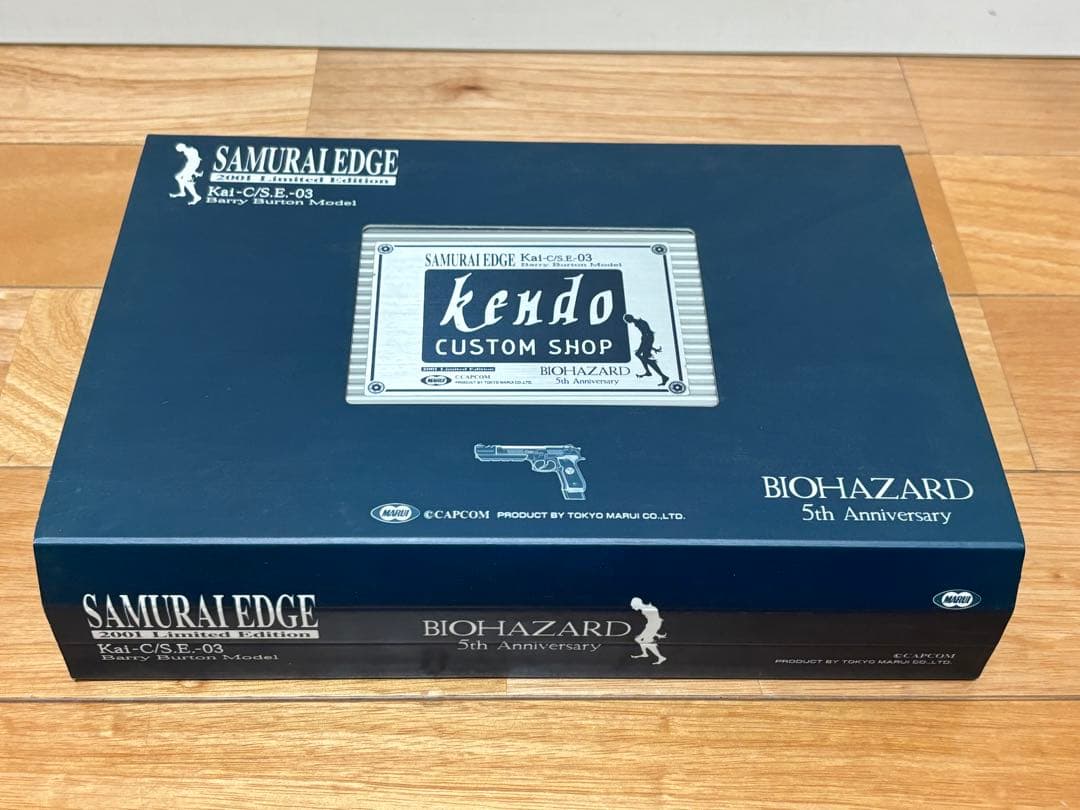 SAMURAI EDGE
2001 Limited Edition
Kai-C/S.E.-03
Barry Burton Model
SAMURAI EDGE Kai-C/S.E.-03
Barry Burton Model
kendo
CUSTOM SHOP
2001 Limited Edition
BIOHAZARD
5th Anniversary
MARUI ©CAPCOM
PRODUCT BY TOKYO MARUI CO.,LTD.
BIOHAZARD
5th Anniversary
MARUI ©CAPCOM PRODUCT BY TOKYO MARUI CO.,LTD.
MARUI
SAMURAI EDGE
2001 Limited Edition
Kai-C/S.E.-03
Barry Burton Model
BIOHAZARD
5th Anniversary
©CAPCOM
PRODUCT BY TOKYO MARUI CO.,LTD.